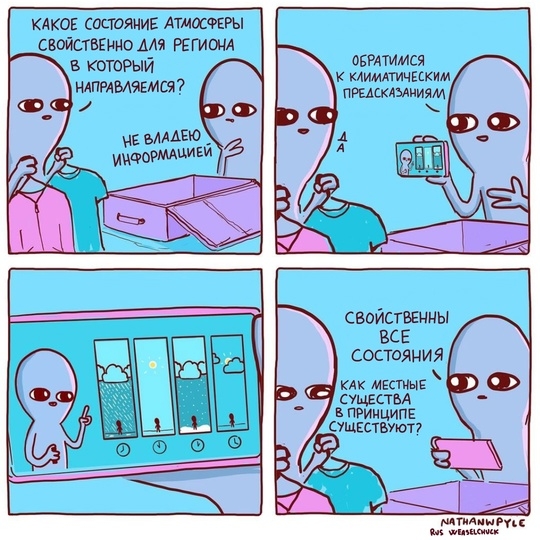 КАКОЕ СОСТОЯНИЕ АТМОСФЕРЫ
СВОЙСТВЕННО ДЛЯ РЕГИОНА
В КОТОРЫЙ
НАПРАВЛЯЕМСЯ?
НЕ ВЛАДЕЮ
ИНФОРМАЦИЕЙ
ОБРАТИМСЯ
К КЛИМАТИЧЕСКИМ
ПРЕДСКАЗАНИЯМ
ДА
СВОЙСТВЕННЫ
ВСЕ
СОСТОЯНИЯ
КАК МЕСТНЫЕ
СУЩЕСТВА
В ПРИНЦИПЕ
СУЩЕСТВУЮТ?
NATHANWPYLE
RUS WEASELCHUCK